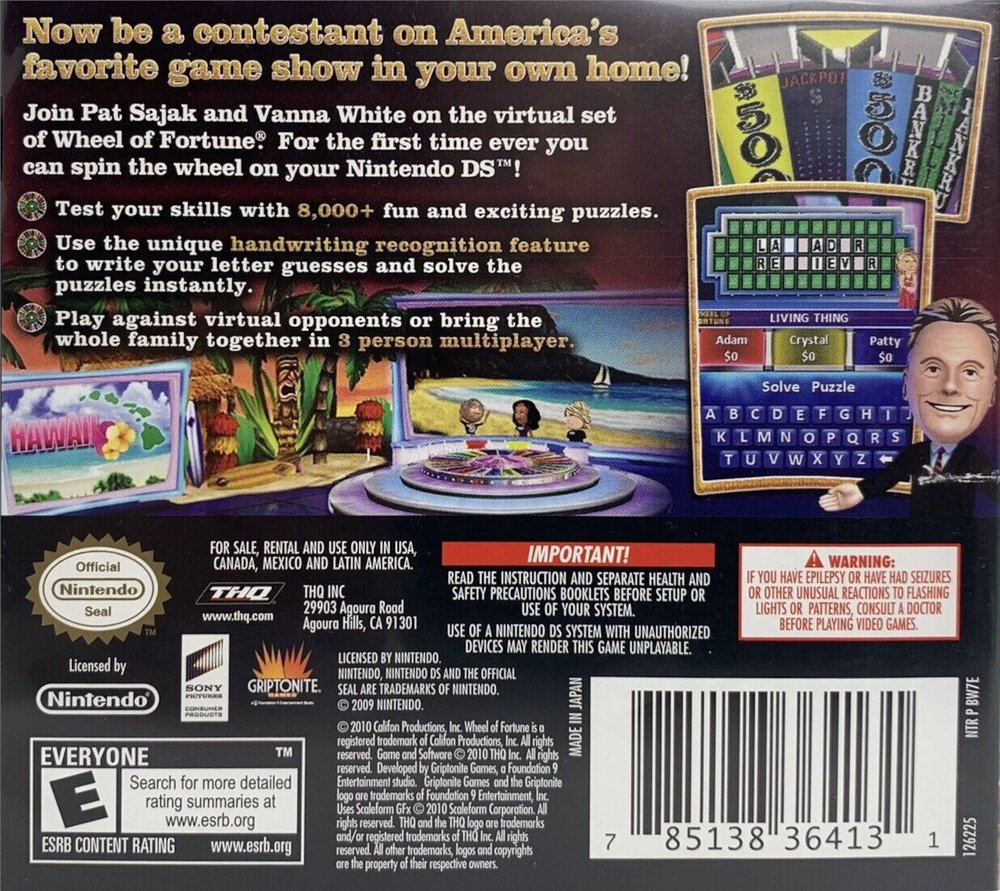 Now be a contestant on America's
favorite game show in your own home!
Join Pat Sajak and Vanna White on the virtual set
of Wheel of Fortune®! For the first time ever you
can spin the wheel on your Nintendo DS™!
Test your skills with 8,000+ fun and exciting puzzles.
Use the unique handwriting recognition feature
to write your letter guesses and solve the
puzzles instantly.
Play against virtual opponents or bring the
whole family together in 3 person multiplayer.
HAWAII
$500
JACKPOT
$
$300
BANKRUPT
LA AD R
RE IEV R
WHEEL OF
FORTUNE
LIVING THING
Adam
$0
Crystal
$0
Patty
$0
Solve Puzzle
A B C D E F G H I J
K L M N O P Q R S
T U V W X Y Z ←
Official
Nintendo
Seal
TM
Licensed by
Nintendo®
FOR SALE, RENTAL AND USE ONLY IN USA,
CANADA, MEXICO AND LATIN AMERICA.
THQ
www.thq.com
THQ INC
29903 Agoura Road
Agoura Hills, CA 91301
SONY
PICTURES
CONSUMER
PRODUCTS
GRIPTONITE.
GAMES
a Foundation 9 Entertainment Studio
LICENSED BY NINTENDO.
NINTENDO, NINTENDO DS AND THE OFFICIAL
SEAL ARE TRADEMARKS OF NINTENDO.
© 2009 NINTENDO.
© 2010 Califon Productions, Inc. Wheel of Fortune is a
registered trademark of Califon Productions, Inc. All rights
reserved. Game and Software © 2010 THQ Inc. All rights
reserved. Developed by Griptonite Games, a Foundation 9
Entertainment studio. Griptonite Games and the Griptonite
logo are trademarks of Foundation 9 Entertainment, Inc.
Uses Scaleform GFx © 2010 Scaleform Corporation. All
rights reserved. THQ and the THQ logo are trademarks
and/or registered trademarks of THQ Inc. All rights
reserved. All other trademarks, logos and copyrights
are the property of their respective owners.
IMPORTANT!
READ THE INSTRUCTION AND SEPARATE HEALTH AND
SAFETY PRECAUTIONS BOOKLETS BEFORE SETUP OR
USE OF YOUR SYSTEM.
USE OF A NINTENDO DS SYSTEM WITH UNAUTHORIZED
DEVICES MAY RENDER THIS GAME UNPLAYABLE.
WARNING:
IF YOU HAVE EPILEPSY OR HAVE HAD SEIZURES
OR OTHER UNUSUAL REACTIONS TO FLASHING
LIGHTS OR PATTERNS, CONSULT A DOCTOR
BEFORE PLAYING VIDEO GAMES.
EVERYONE
TM
E
Search for more detailed
rating summaries at
www.esrb.org
ESRB CONTENT RATING www.esrb.org
MADE IN JAPAN
7 85138 36413 1
NTR P BW7E
126225